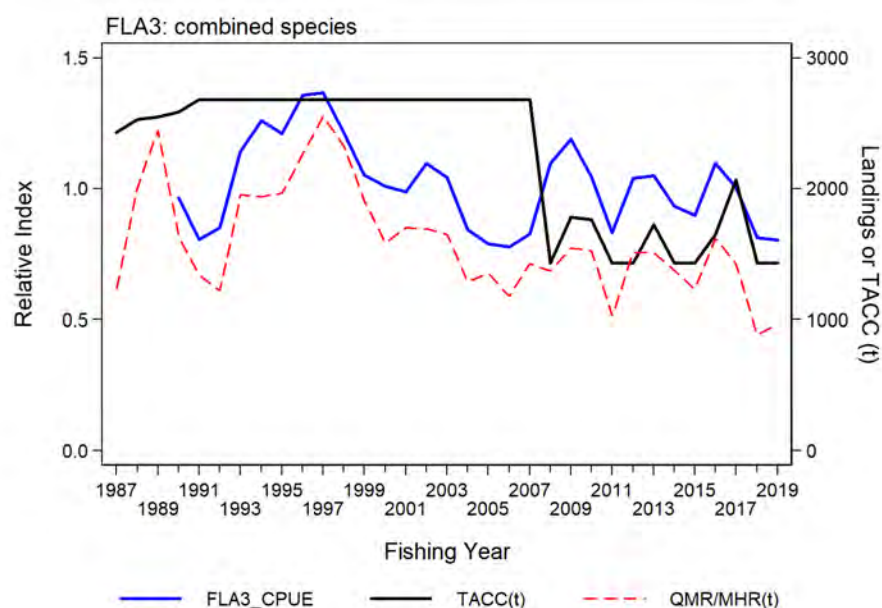 FLA3: combined species
1.5
1.0
0.5
0.0
Relative Index
3000
2000
1000
0
Landings or TACC (t)
1987 1991 1993 1995 1999 2003 2007 2011 2015 2019
1989 1993 1997 2001 2005 2009 2013 2017
Fishing Year
FLA3_CPUE TACC(t) QMR/MHR(t)